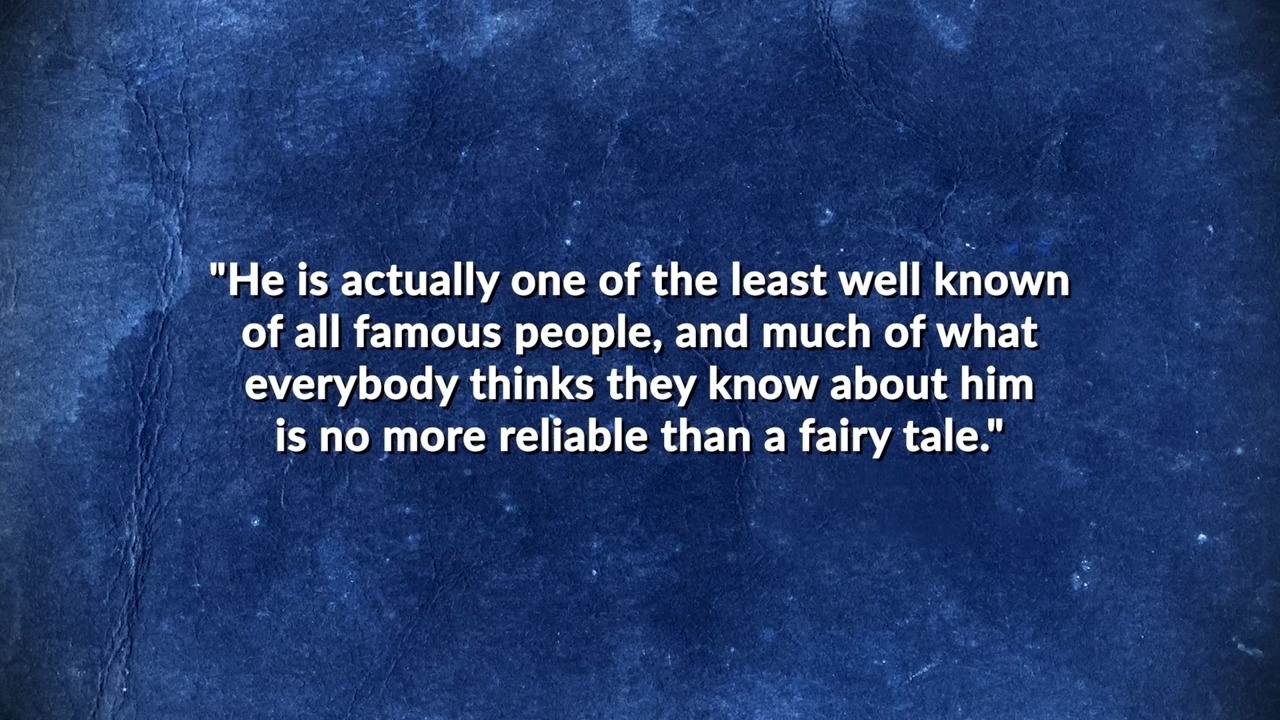 "He is actually one of the least well known
of all famous people, and much of what
everybody thinks they know about him
is no more reliable than a fairy tale."